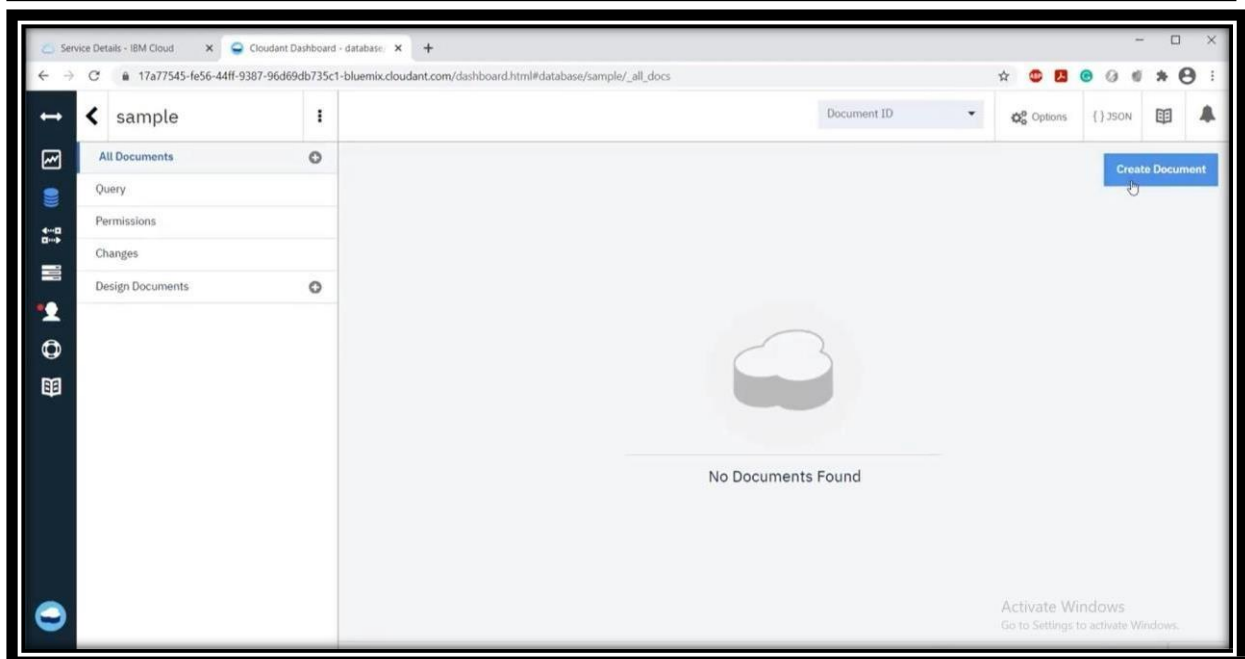 Service Details - IBM Cloud
Cloudant Dashboard - database
17a77545-fe56-44ff-9387-96d69db735c1-bluemix.cloudant.com/dashboard.html#database/sample/_all_docs
sample
Document ID
Options
{ } JSON
All Documents
Create Document
Query
Permissions
Changes
Design Documents
No Documents Found
Activate Windows
Go to Settings to activate Windows.